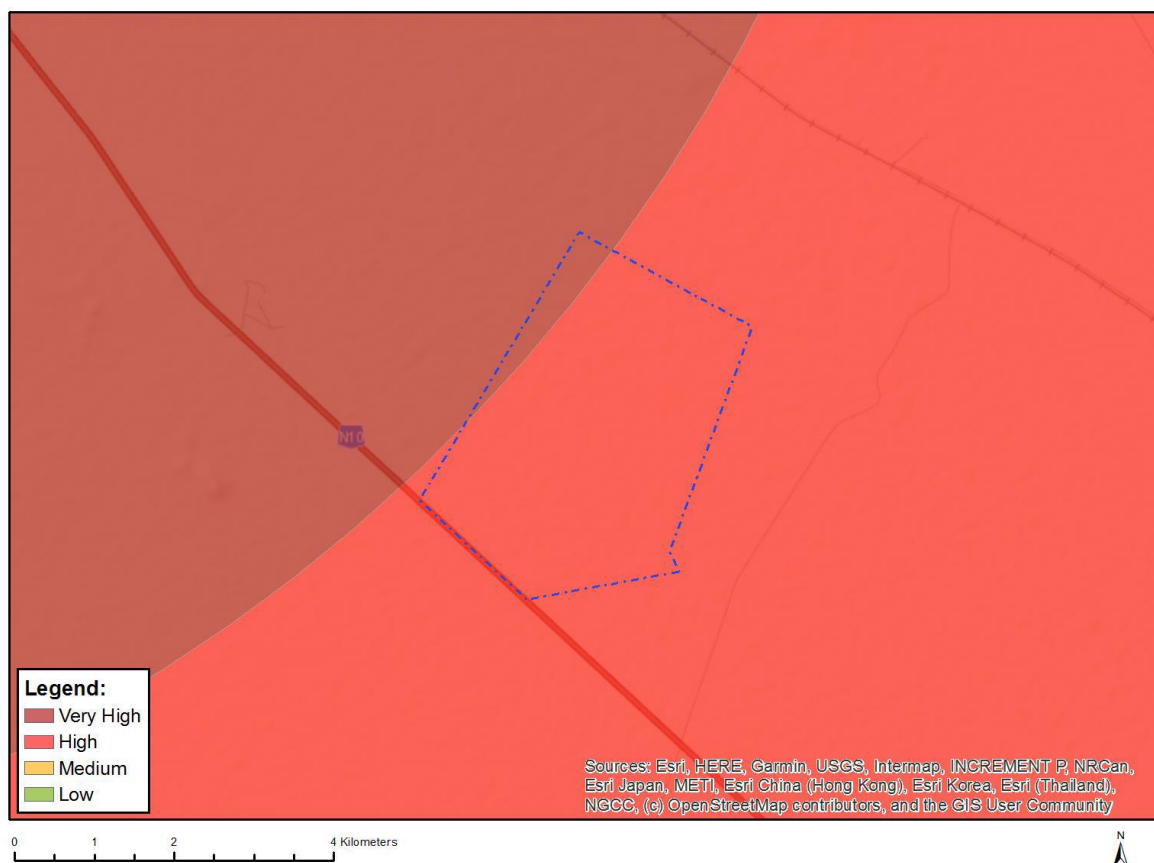 N10
Legend:
Very High
High
Medium
Low
Sources: Esri, HERE, Garmin, USGS, Intermap, INCREMENT P, NRCan,
Esri Japan, METI, Esri China (Hong Kong), Esri Korea, Esri (Thailand),
NGCC, (c) OpenStreetMap contributors, and the GIS User Community
0 1 2 4 Kilometers
N